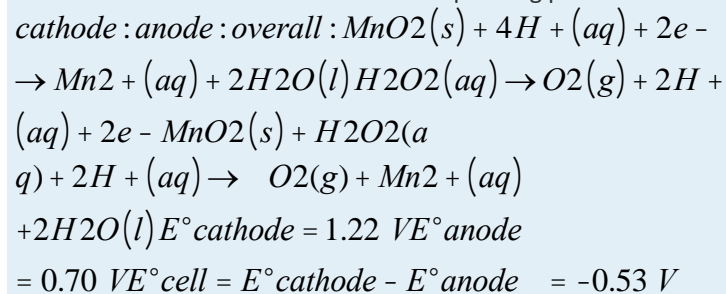 cathode : anode : overall : MnO2(s) + 4H + (aq) + 2e -
→ Mn2 + (aq) + 2H2O(l) H2O2(aq) → O2(g) + 2H +
(aq) + 2e - MnO2(s) + H2O2(a
q) + 2H + (aq) → O2(g) + Mn2 + (aq)
+2H2O(l) E°cathode = 1.22 VE°anode
= 0.70 VE°cell = E°cathode - E°anode = -0.53 V